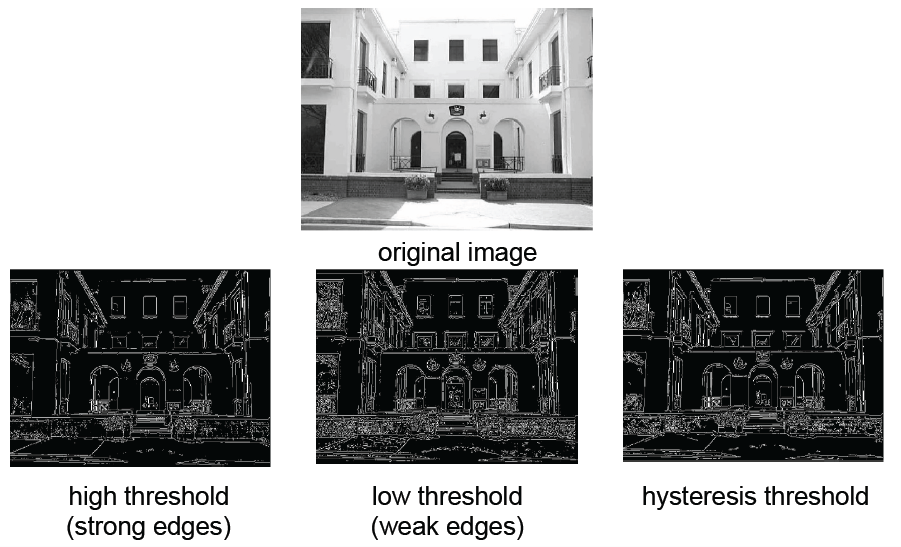 original image
high threshold
(strong edges)
low threshold
(weak edges)
hysteresis threshold